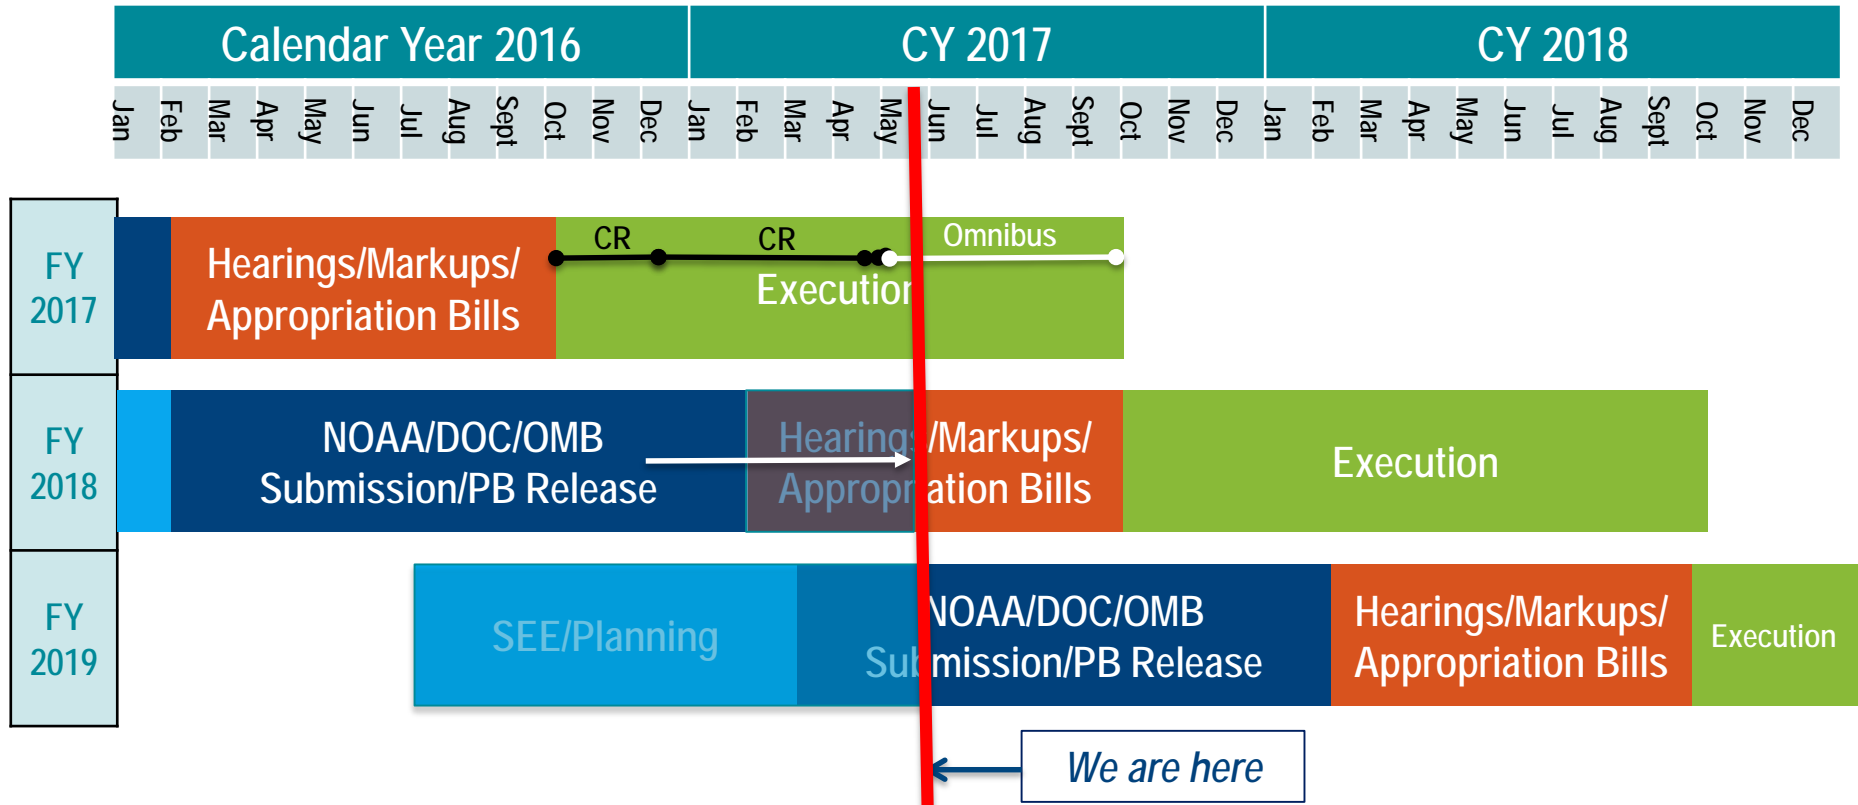 Calendar Year 2016 CY 2017 CY 2018
Jan Feb Mar Apr May Jun Jul Aug Sept Oct Nov Dec Jan Feb Mar Apr May Jun Jul Aug Sept Oct Nov Dec Jan Feb Mar Apr May Jun Jul Aug Sept Oct Nov Dec
FY
2017
Hearings/Markups/
Appropriation Bills
CR CR Omnibus
Execution
FY
2018
NOAA/DOC/OMB
Submission/PB Release
Hearings/Markups/
Appropriation Bills
Execution
FY
2019
SEE/Planning
NOAA/DOC/OMB
Submission/PB Release
Hearings/Markups/
Appropriation Bills
Execution
We are here